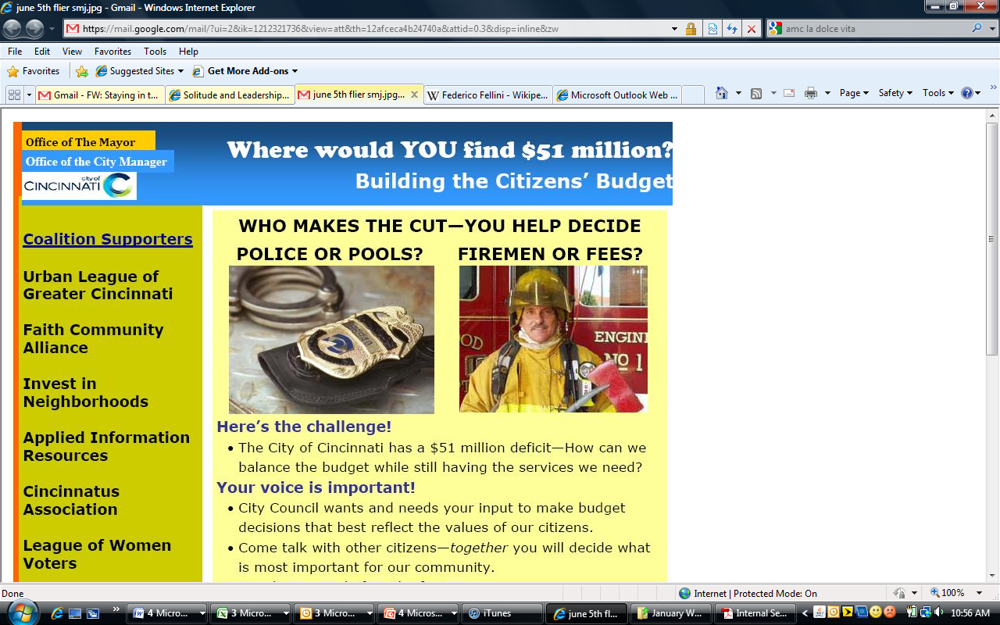 june 5th flier smj.jpg - Gmail - Windows Internet Explorer
https://mail.google.com/mail/?ui=2&ik=1212321736&view=att&th=12afceca4b24740a&attid=0.3&disp=inline&zw
amc la dolce vita
File Edit View Favorites Tools Help
Favorites Suggested Sites Get More Add-ons
Gmail - FW: Staying in t... Solitude and Leadership... june 5th flier smj.jpg... Federico Fellini - Wikipe... Microsoft Outlook Web ... Page Safety Tools
Office of The Mayor
Office of the City Manager
city of
CINCINNATI
Where would YOU find $51 million?
Building the Citizens’ Budget
Coalition Supporters
Urban League of
Greater Cincinnati
Faith Community
Alliance
Invest in
Neighborhoods
Applied Information
Resources
Cincinnatus
Association
League of Women
Voters
WHO MAKES THE CUT—YOU HELP DECIDE
POLICE OR POOLS? FIREMEN OR FEES?
ENGINE
NO 1
Here’s the challenge!
• The City of Cincinnati has a $51 million deficit—How can we
balance the budget while still having the services we need?
Your voice is important!
• City Council wants and needs your input to make budget
decisions that best reflect the values of our citizens.
• Come talk with other citizens—together you will decide what
is most important for our community.
Done Internet | Protected Mode: On 100%
4 Micro... 3 Micro... 3 Micro... 4 Micros... iTunes june 5th fl... January W... Internal Se... 10:56 AM